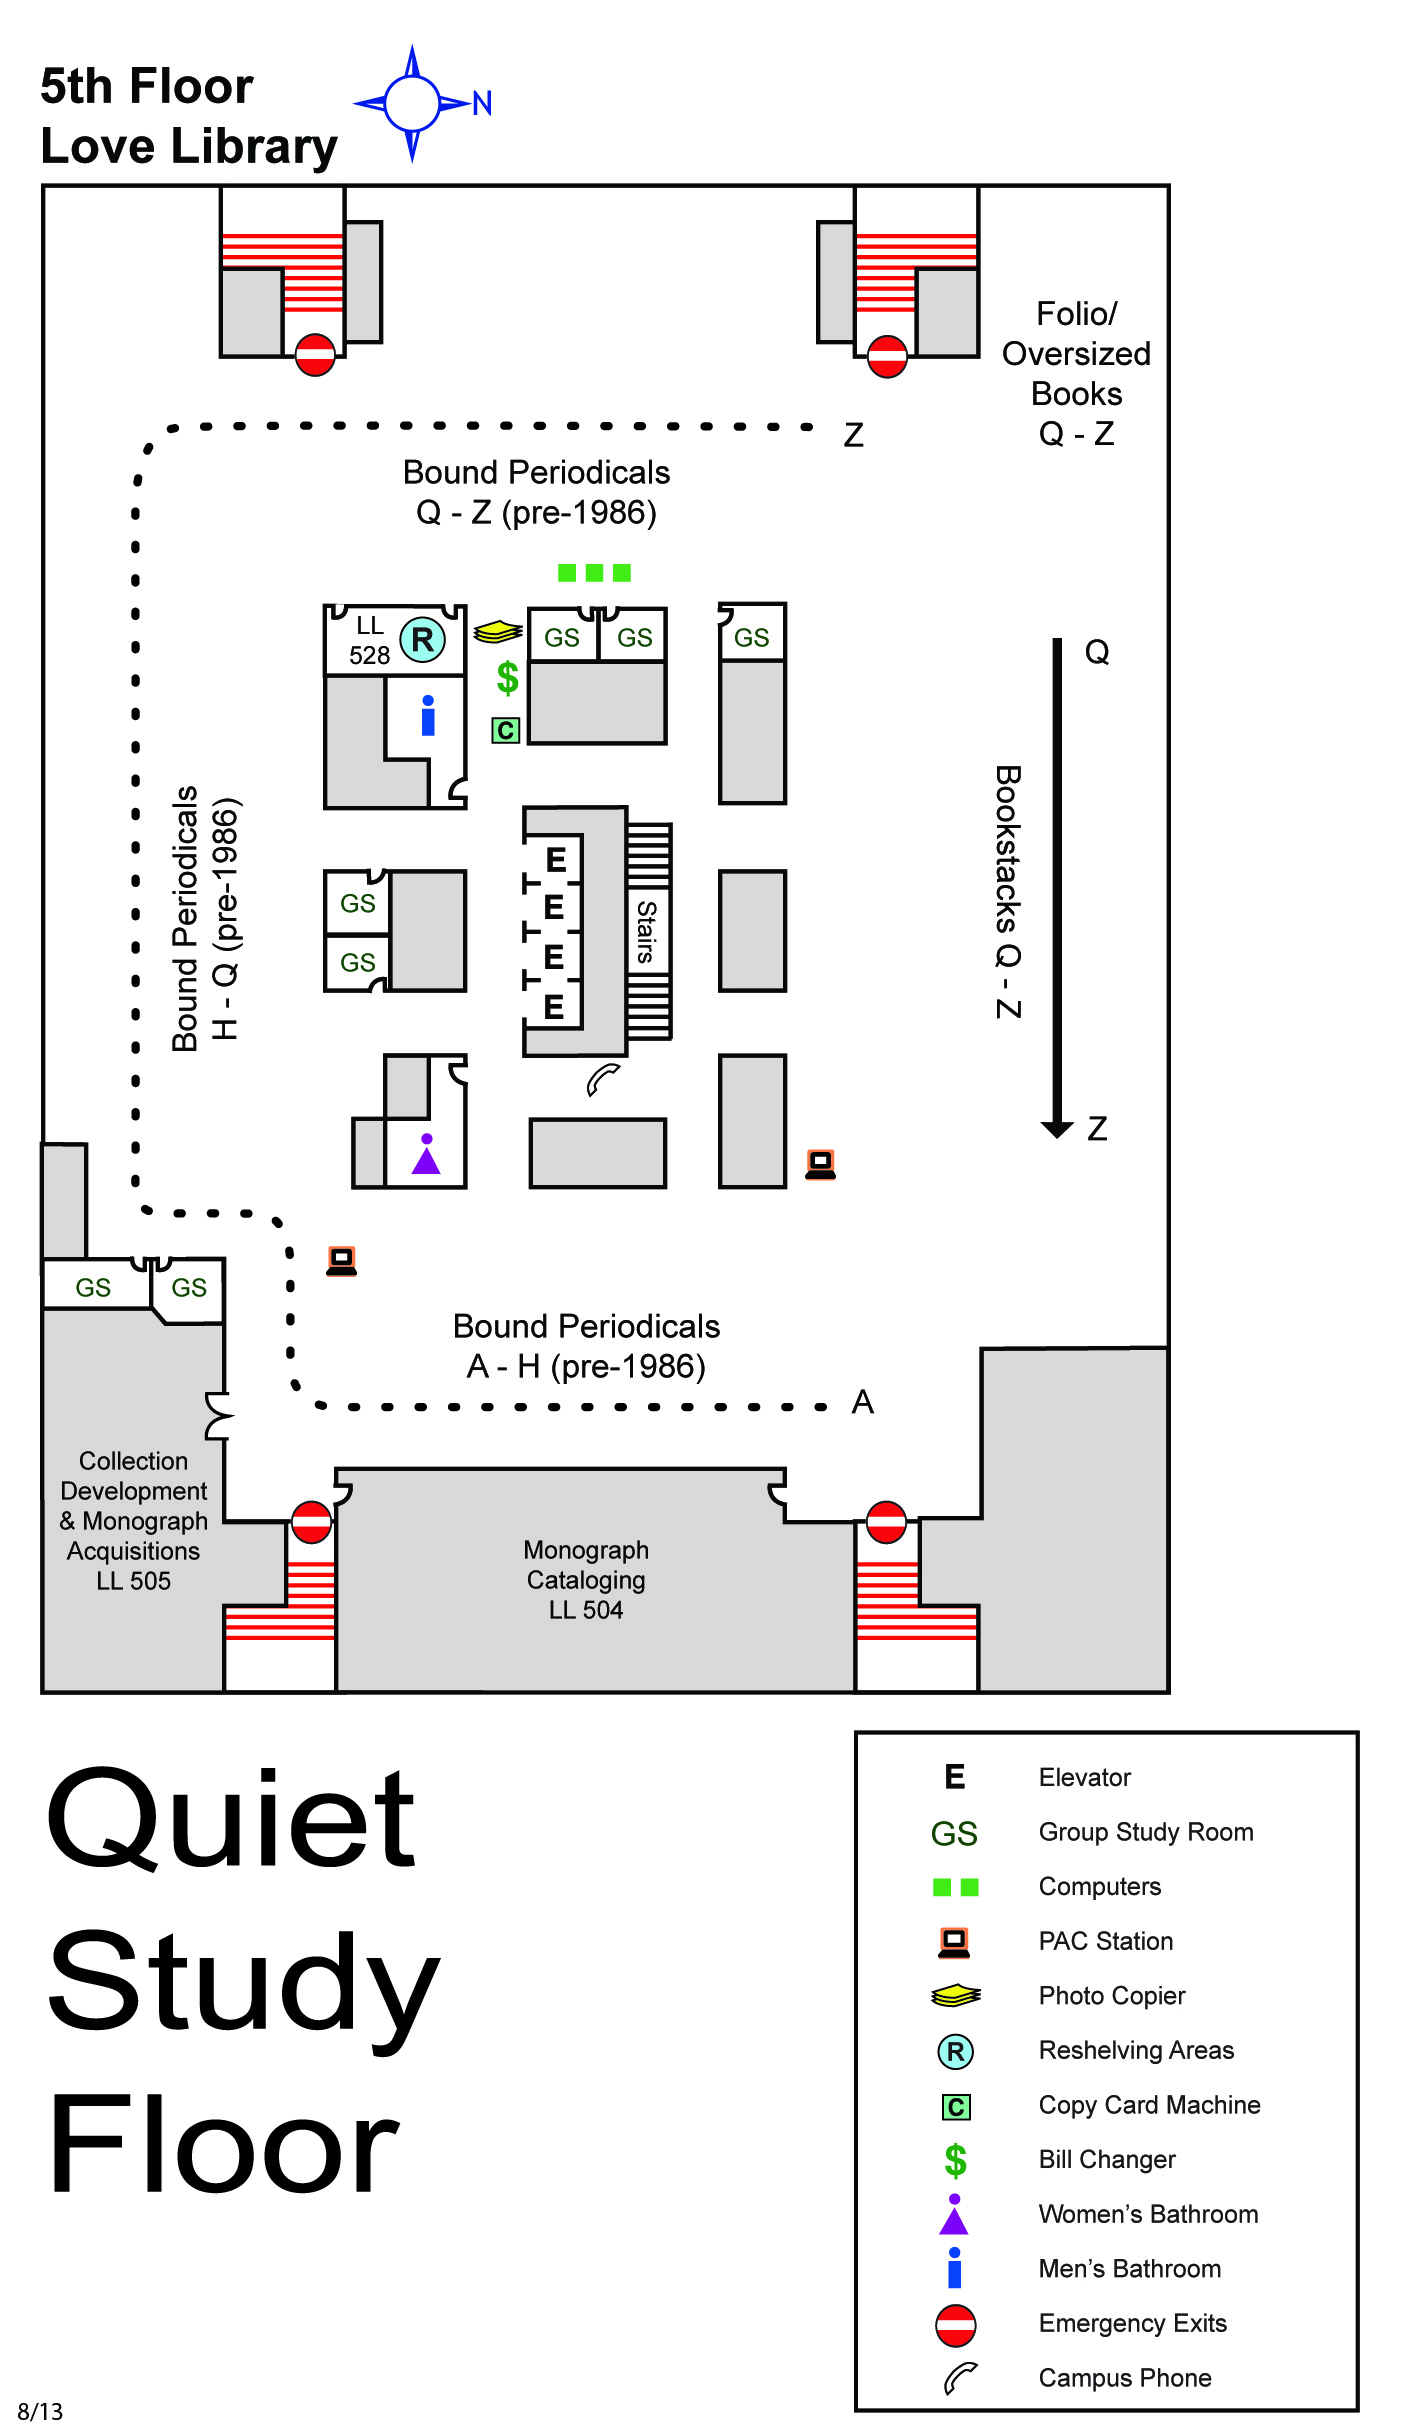 5th Floor
Love Library
N
Folio/
Oversized
Books
Q - Z
Z
Bound Periodicals
Q - Z (pre-1986)
LL
528
R
GS
GS
GS
$
C
Q
Bookstacks Q - Z
Z
Bound Periodicals
H - Q (pre-1986)
E
E
E
E
Stairs
GS
GS
GS
GS
Bound Periodicals
A - H (pre-1986)
A
Collection
Development
& Monograph
Acquisitions
LL 505
Monograph
Cataloging
LL 504
Quiet
Study
Floor
E Elevator
GS Group Study Room
Computers
PAC Station
Photo Copier
R Reshelving Areas
C Copy Card Machine
$ Bill Changer
Women’s Bathroom
Men’s Bathroom
Emergency Exits
Campus Phone
8/13